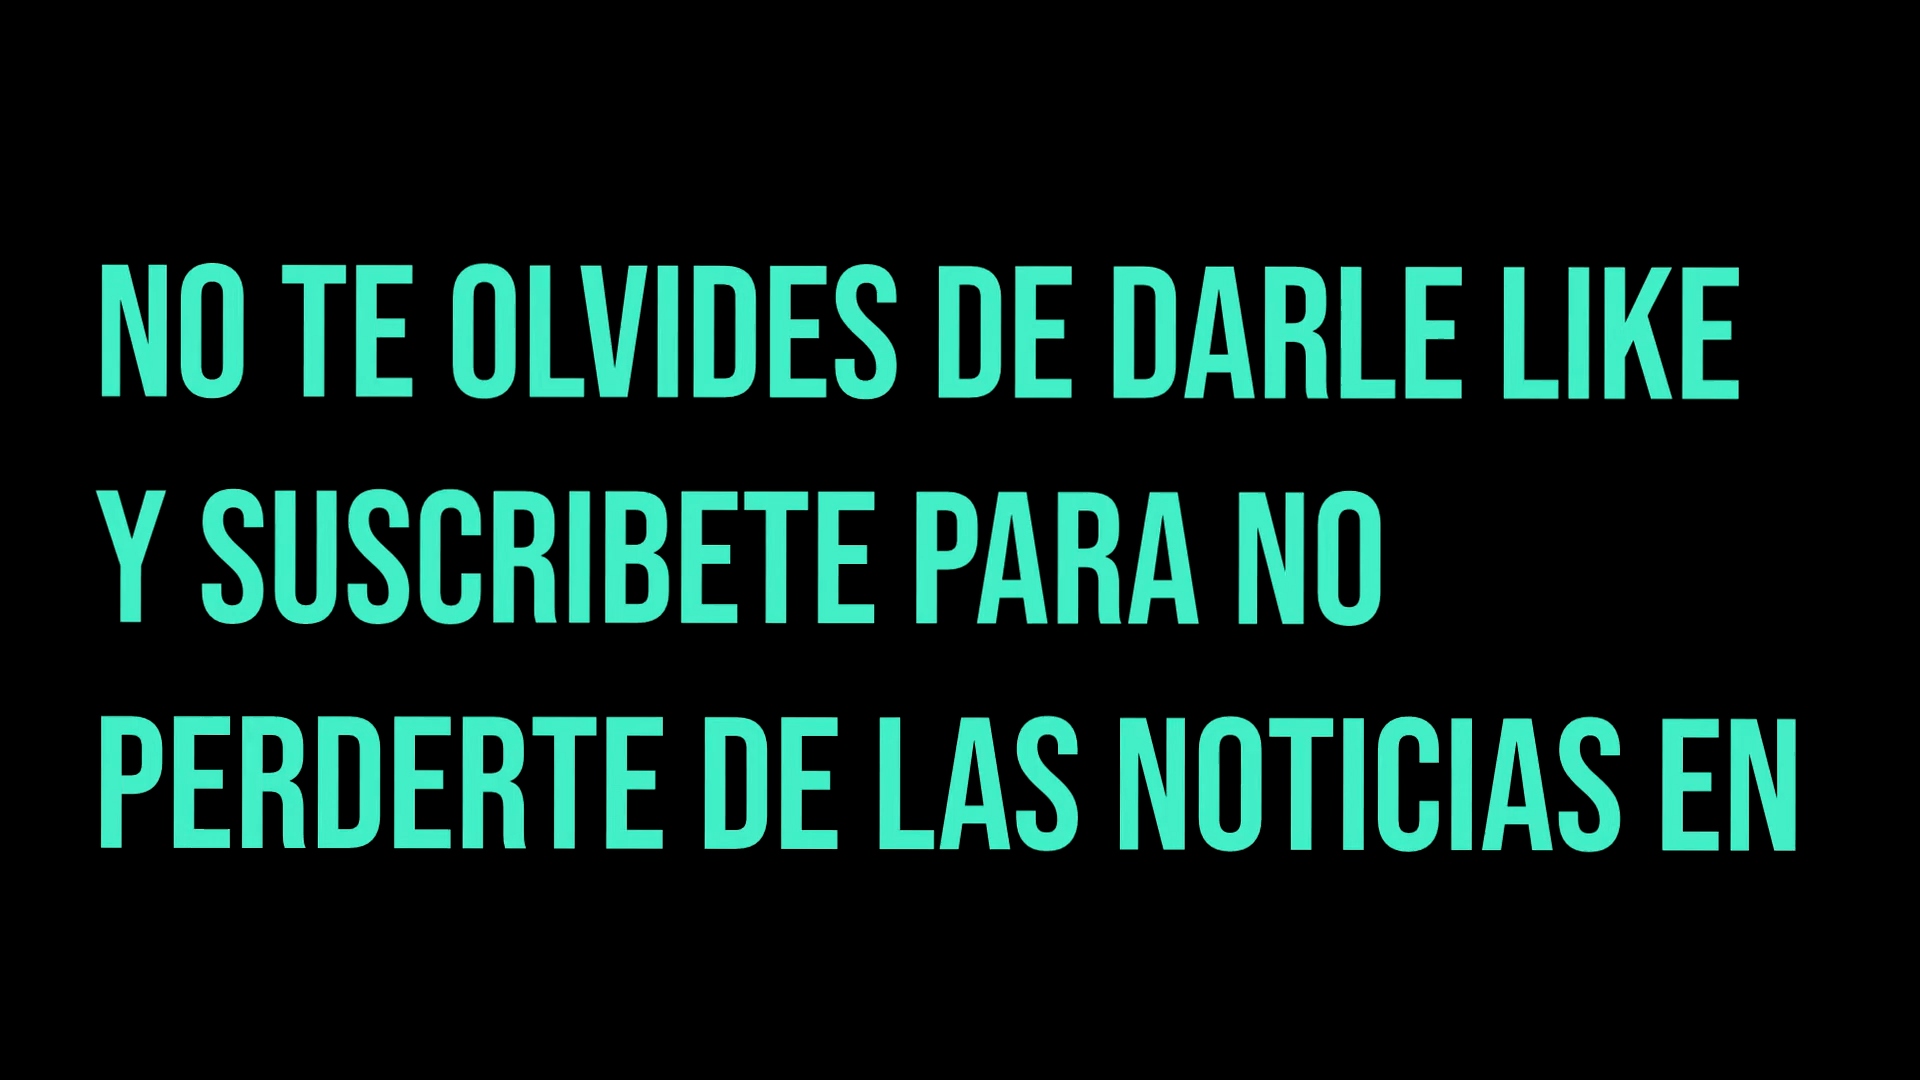 NO TE OLVIDES DE DARLE LIKE
Y SUSCRIBETE PARA NO
PERDERTE DE LAS NOTICIAS EN